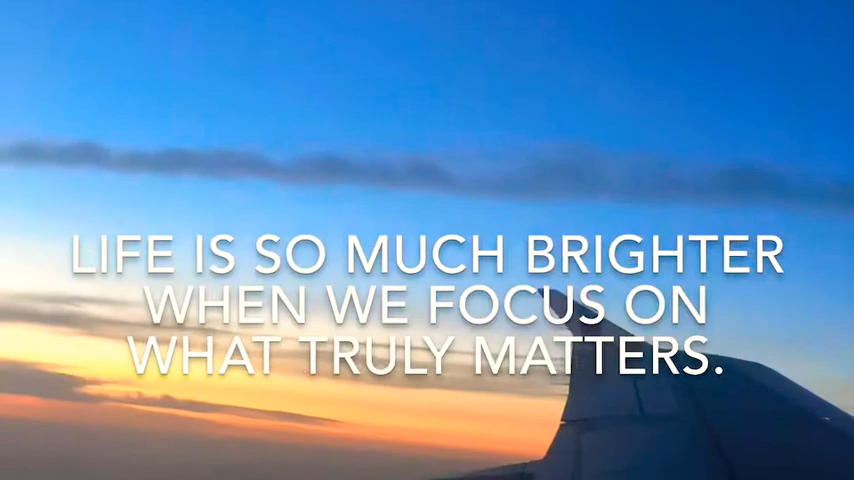 LIFE IS SO MUCH BRIGHTER
WHEN WE FOCUS ON
WHAT TRULY MATTERS.